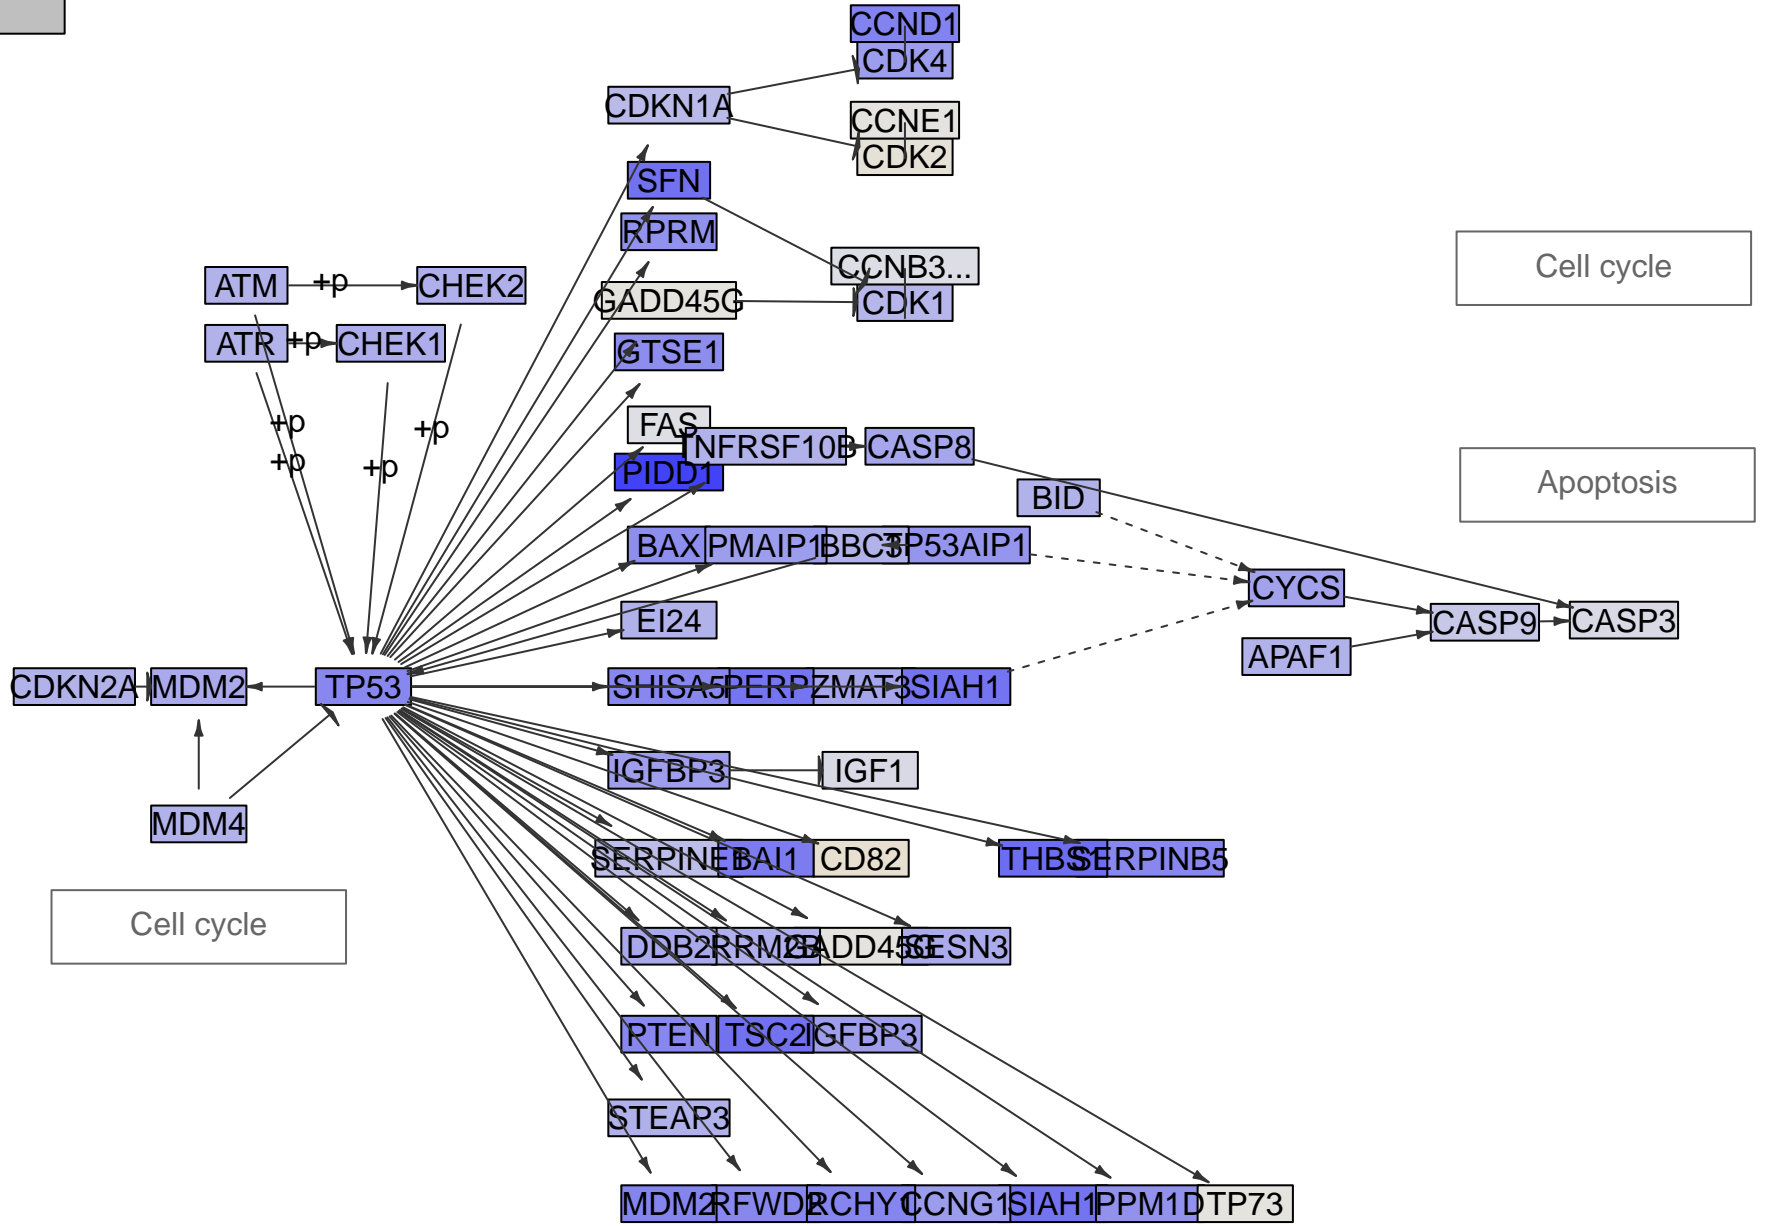 CCND1
CDK4
CDKN1A
CCNE1
CDK2
SFN
RPRM
CCNB3...
Cell cycle
ATM
+p
CHEK2
GADD45G
CDK1
ATR
+p
CHEK1
GTSE1
+p
+p
FAS
TNFRSF10B
CASP8
+p
+p
PIDD1
Apoptosis
BID
BAX
PMAIP1
BBC3
TP53AIP1
CYCS
EI24
CASP9
CASP3
APAF1
CDKN2A
MDM2
TP53
SHISA5
PERP
ZMAT3
SIAH1
IGFBP3
IGF1
MDM4
SERPINE1
BAI1
CD82
THBS1
SERPINB5
Cell cycle
DDB2
RRM2B
GADD45G
SESN3
PTEN
TSC2
IGFBP3
STEAP3
MDM2
RFWD2
RCHY1
CCNG1
SIAH1
PPM1D
TP73